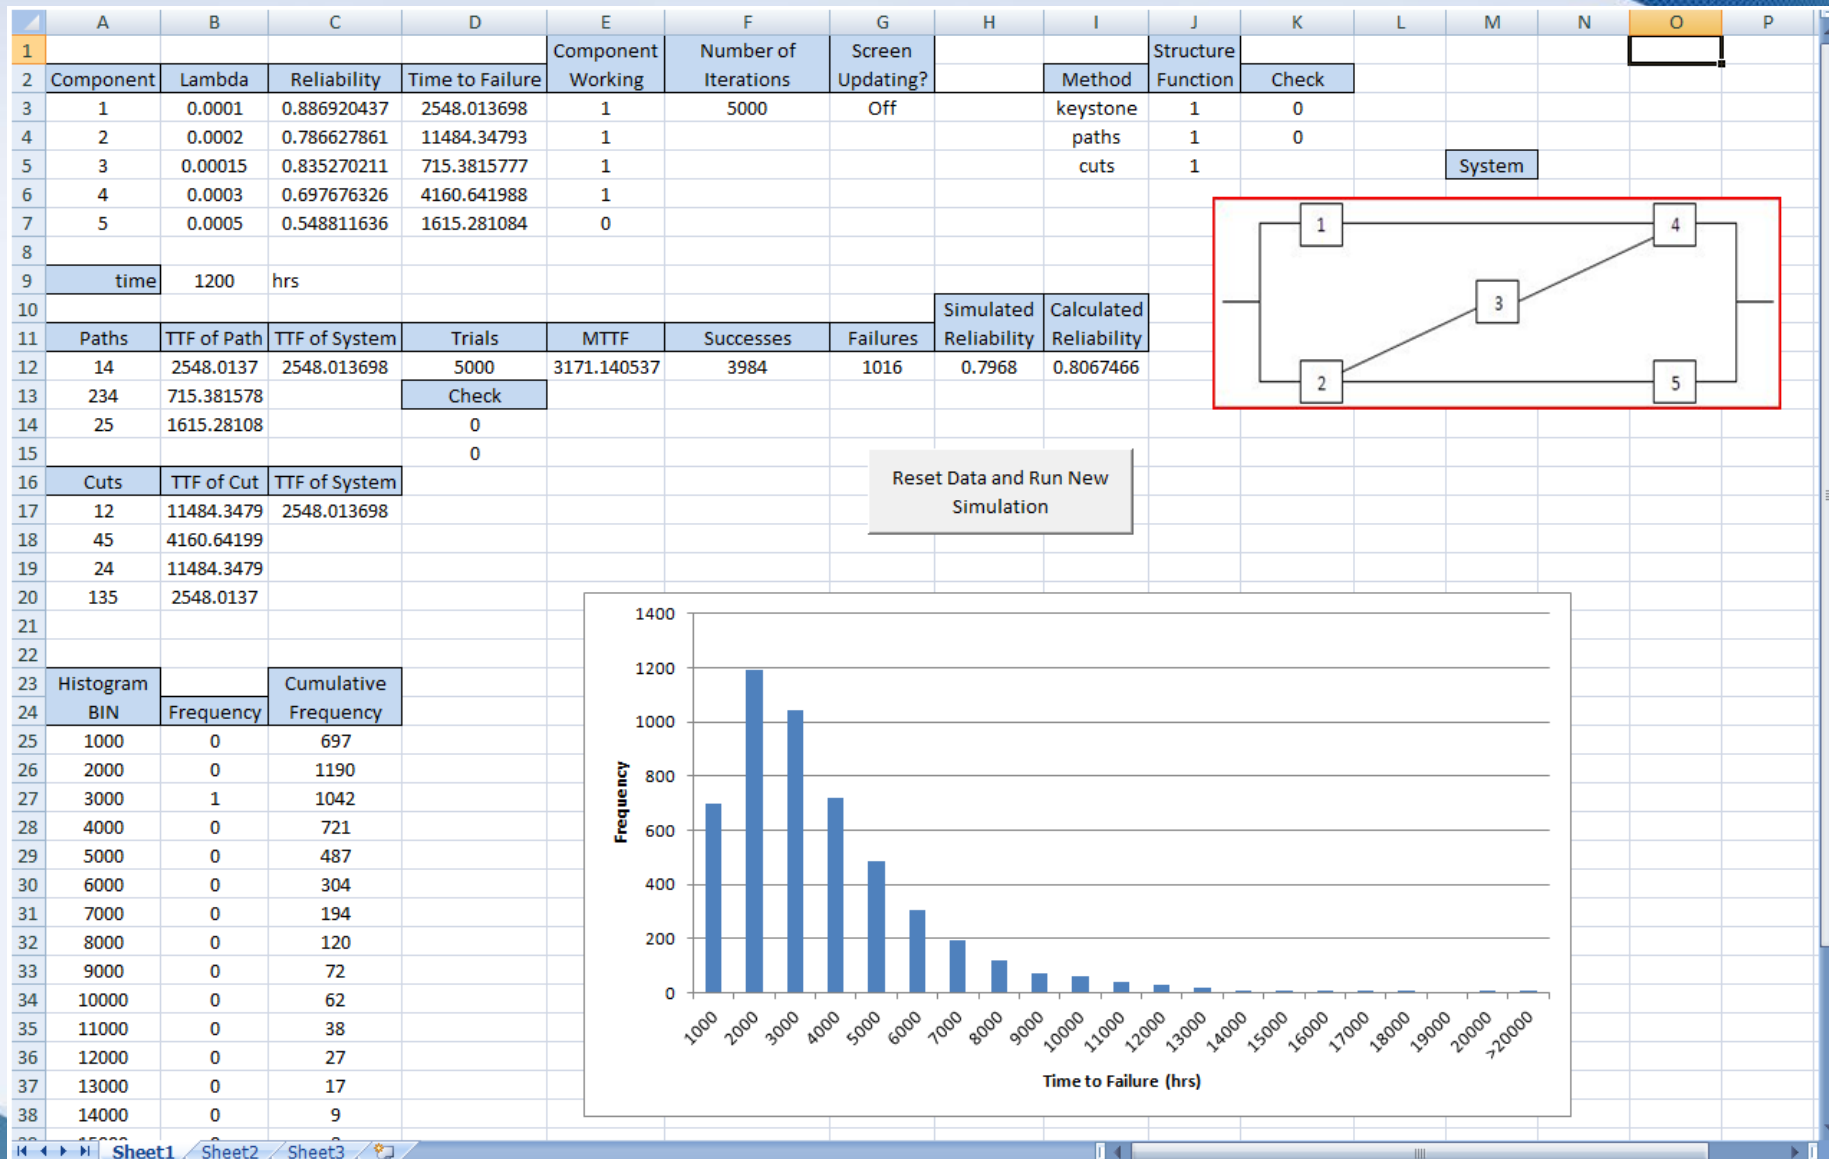 A B C D E F G H I J K L M N O P
1 Component Number of Screen Structure
2 Component Lambda Reliability Time to Failure Working Iterations Updating? Method Function Check
3 1 0.0001 0.886920437 2548.013698 1 5000 Off keystone 1 0
4 2 0.0002 0.786627861 11484.34793 1 paths 1 0
5 3 0.00015 0.835270211 715.3815777 1 cuts 1 System
6 4 0.0003 0.697676326 4160.641988 1
7 5 0.0005 0.548811636 1615.281084 0
1 4
8
9 time 1200 hrs
3
10 Simulated Calculated
11 Paths TTF of Path TTF of System Trials MTTF Successes Failures Reliability Reliability
12 14 2548.0137 2548.013698 5000 3171.140537 3984 1016 0.7968 0.8067466
2 5
13 234 715.381578 Check
14 25 1615.28108 0
15 0
16 Cuts TTF of Cut TTF of System
Reset Data and Run New
Simulation
17 12 11484.3479 2548.013698
18 45 4160.64199
19 24 11484.3479
20 135 2548.0137
21
22
23 Histogram Cumulative
24 BIN Frequency Frequency
25 1000 0 697
26 2000 0 1190
27 3000 1 1042
28 4000 0 721
29 5000 0 487
30 6000 0 304
31 7000 0 194
32 8000 0 120
33 9000 0 72
34 10000 0 62
35 11000 0 38
36 12000 0 27
37 13000 0 17
38 14000 0 9
1400
1200
1000
800
600
400
200
0
Frequency
1000 2000 3000 4000 5000 6000 7000 8000 9000 10000 11000 12000 13000 14000 15000 16000 17000 18000 19000 20000 >20000
Time to Failure (hrs)
Sheet1 Sheet2 Sheet3